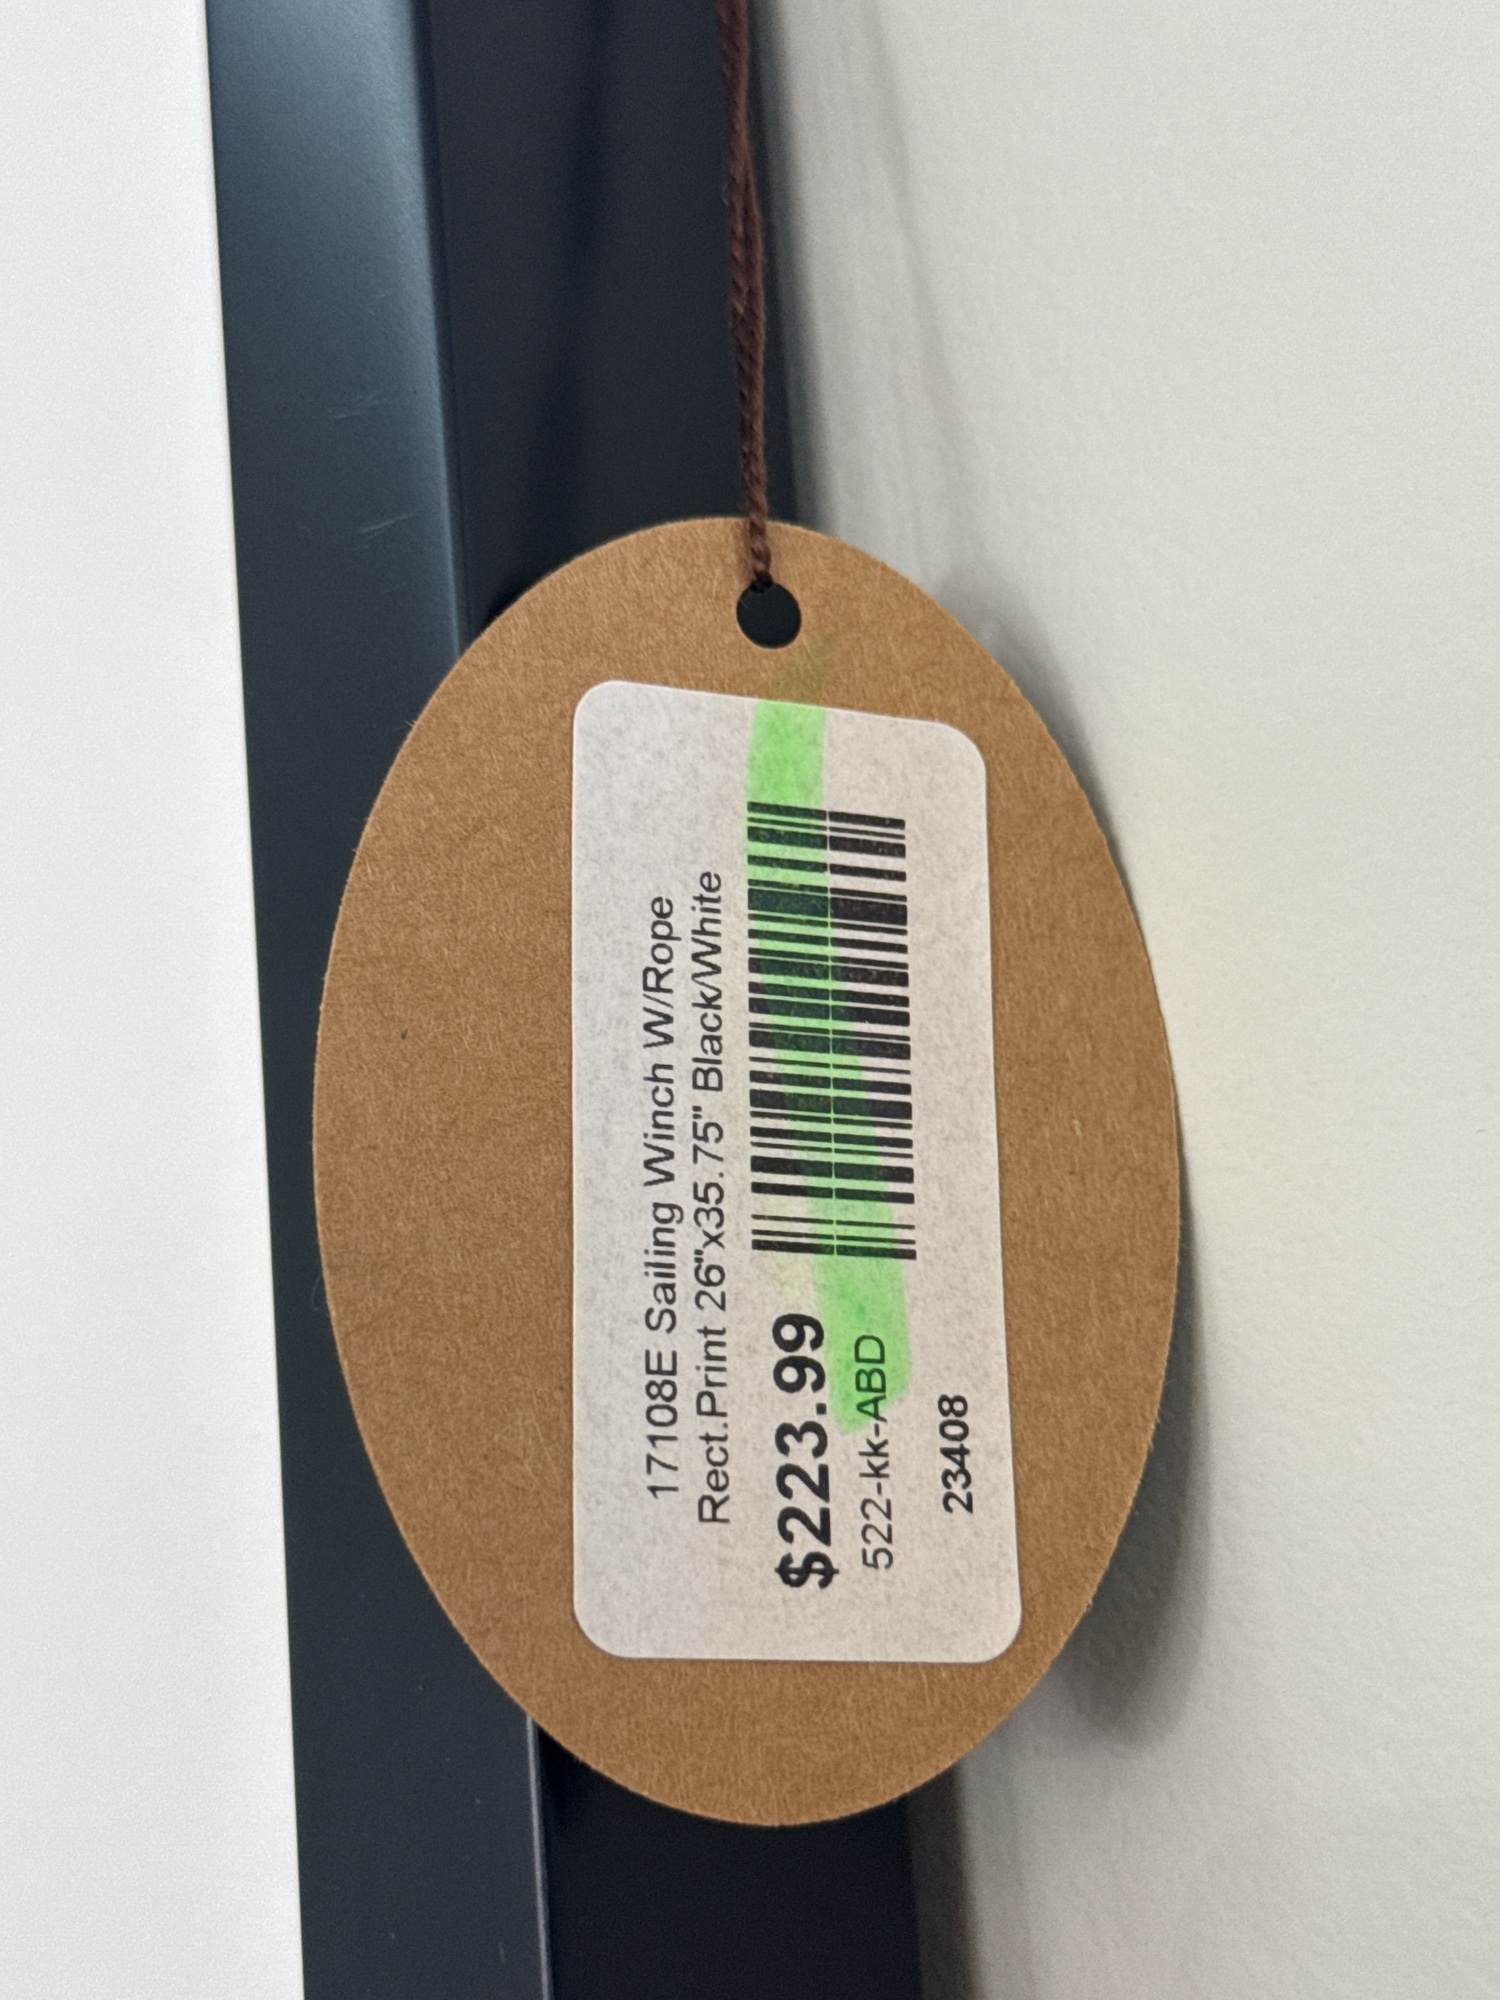 17108E Sailing Winch W/Rope
Rect.Print 26"x35.75" Black/White
$223.99
522-kk-ABD
23408